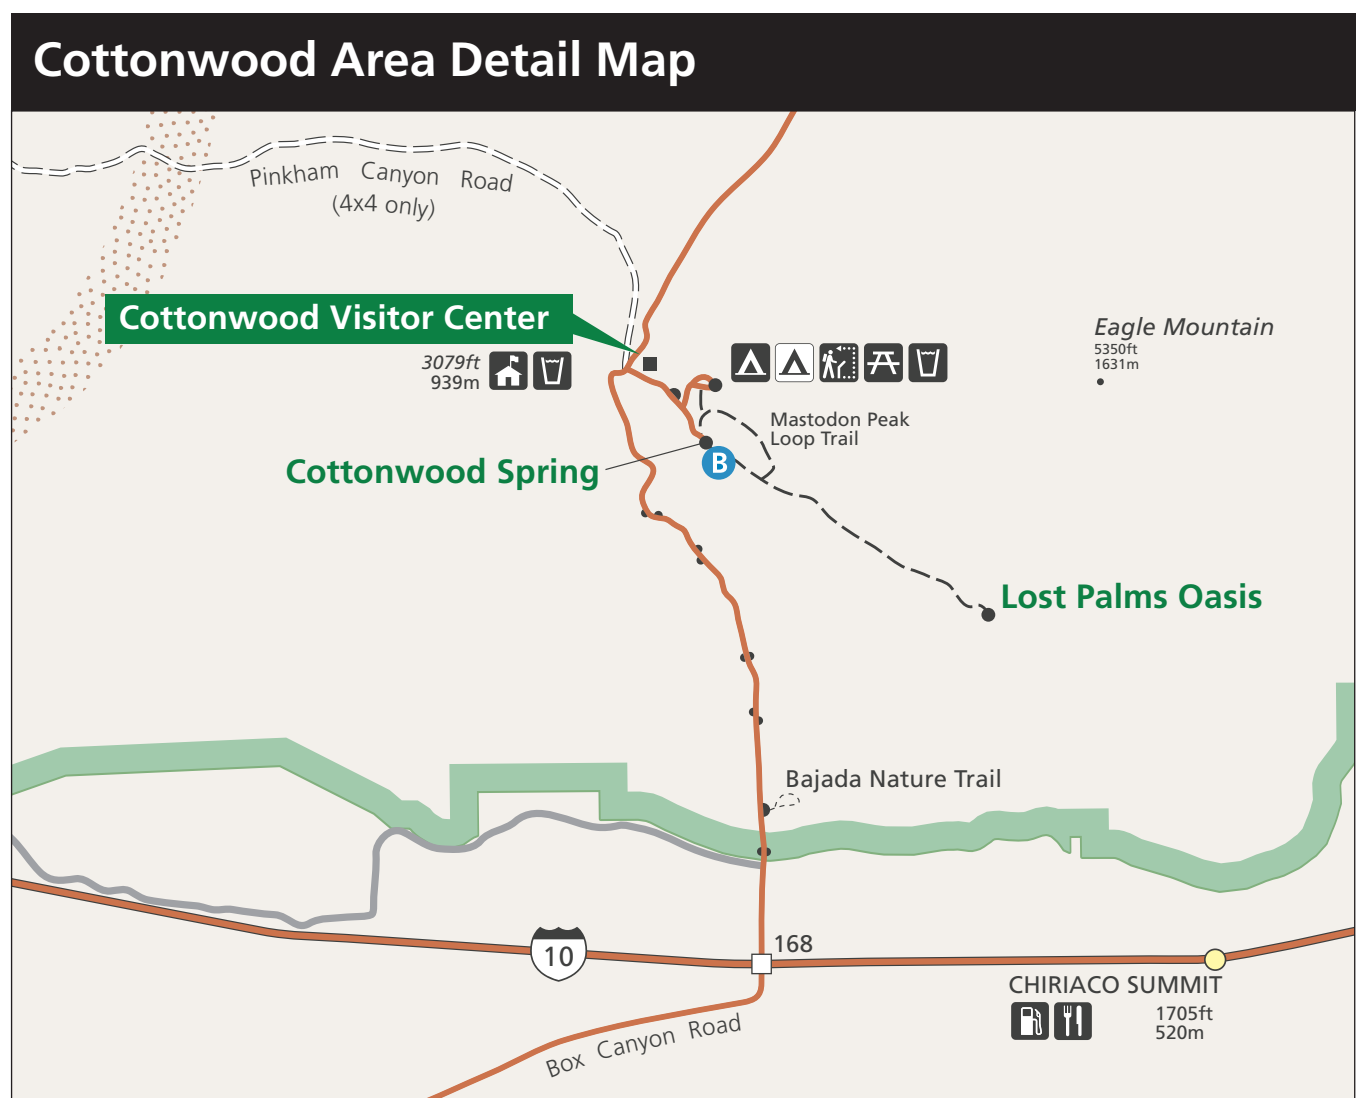 Cottonwood Area Detail Map
Pinkham Canyon Road
(4x4 only)
Cottonwood Visitor Center
3079ft
939m
Eagle Mountain
5350ft
1631m
Mastodon Peak
Loop Trail
Cottonwood Spring
B
Lost Palms Oasis
Bajada Nature Trail
168
10
CHIRIACO SUMMIT
1705ft
520m
Box Canyon Road